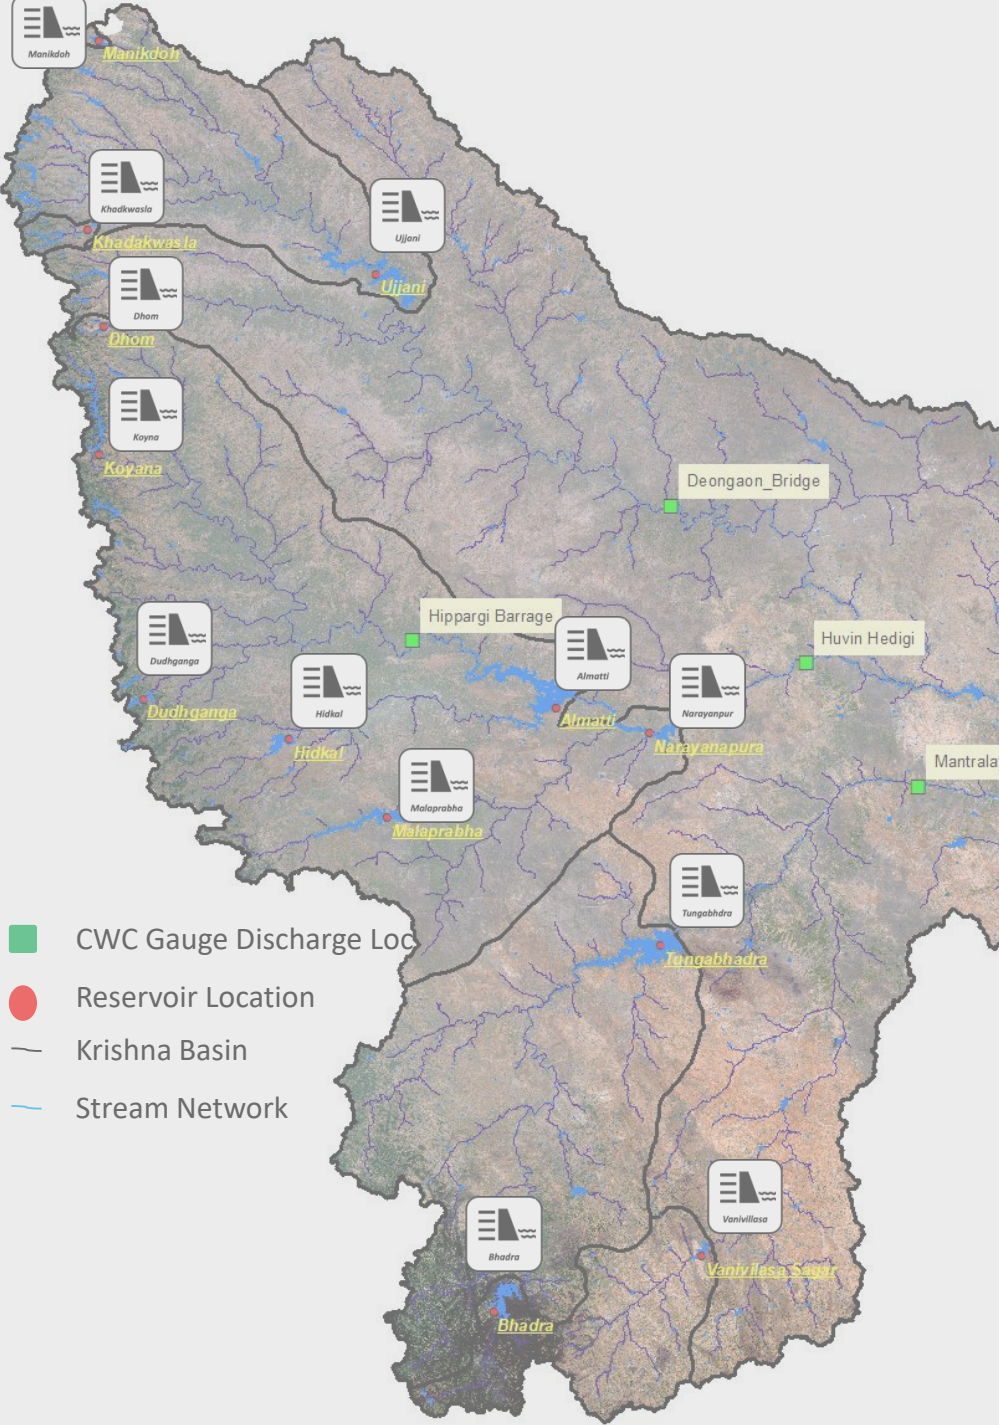 Manikdoh
Manikdoh
Khadkwasla
Khadakwasla
Ujjani
Ujjani
Dhom
Dhom
Koyna
Koyana
Deongaon_Bridge
Hippargi Barrage
Huvin Hedigi
Dudhganga
Dudhganga
Hidkal
Hidkal
Almatti
Almatti
Narayanpur
Narayanapura
Mantrala
Malaprabha
Malaprabha
Tungabhdra
Tungabhadra
CWC Gauge Discharge Loc
Reservoir Location
Krishna Basin
Stream Network
Vanivillasa
Vanivilasa Sagar
Bhadra
Bhadra